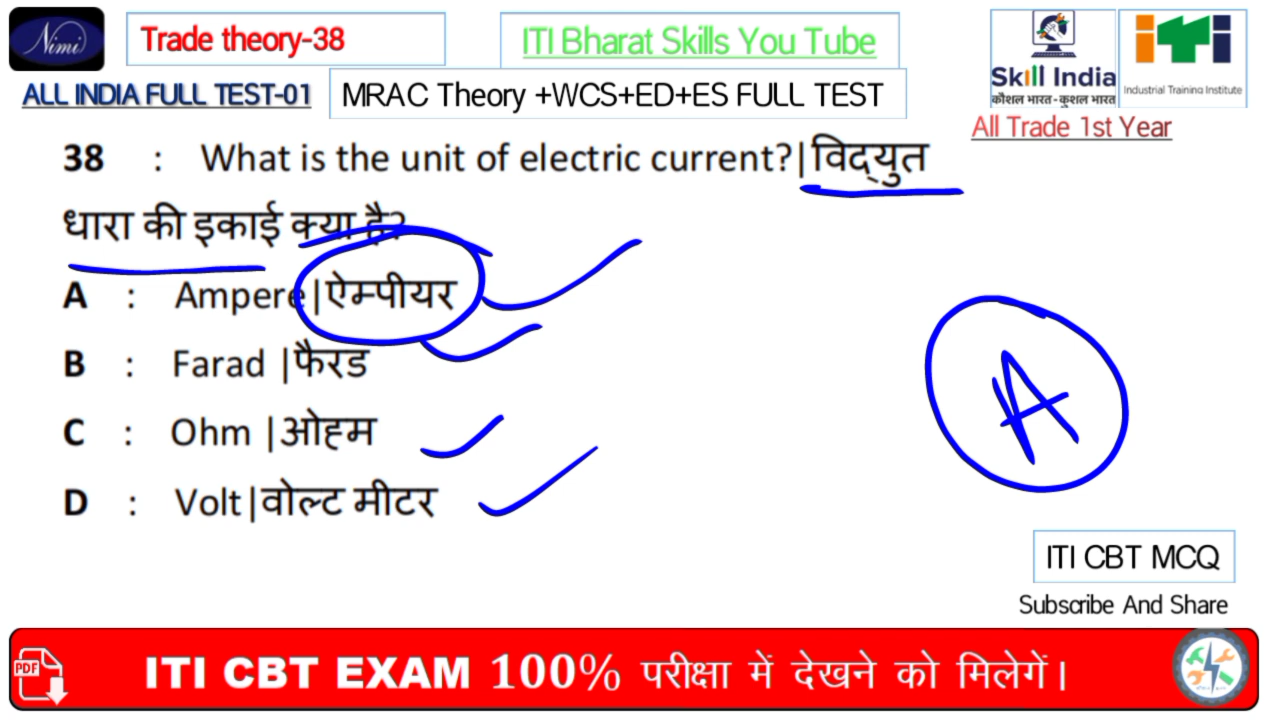 Nimi
Trade theory-38
ITI Bharat Skills You Tube
Skill India
कौशल भारत-कुशल भारत
iTi
Industrial Training Institute
ALL INDIA FULL TEST-01
MRAC Theory +WCS+ED+ES FULL TEST
All Trade 1st Year
38 : What is the unit of electric current?|विद्युत
धारा की इकाई क्या है?
A : Ampere|ऐम्पीयर
B : Farad |फैरड
C : Ohm |ओह्म
D : Volt|वोल्ट मीटर
A
ITI CBT MCQ
Subscribe And Share
PDF
ITI CBT EXAM 100% परीक्षा में देखने को मिलेगें।